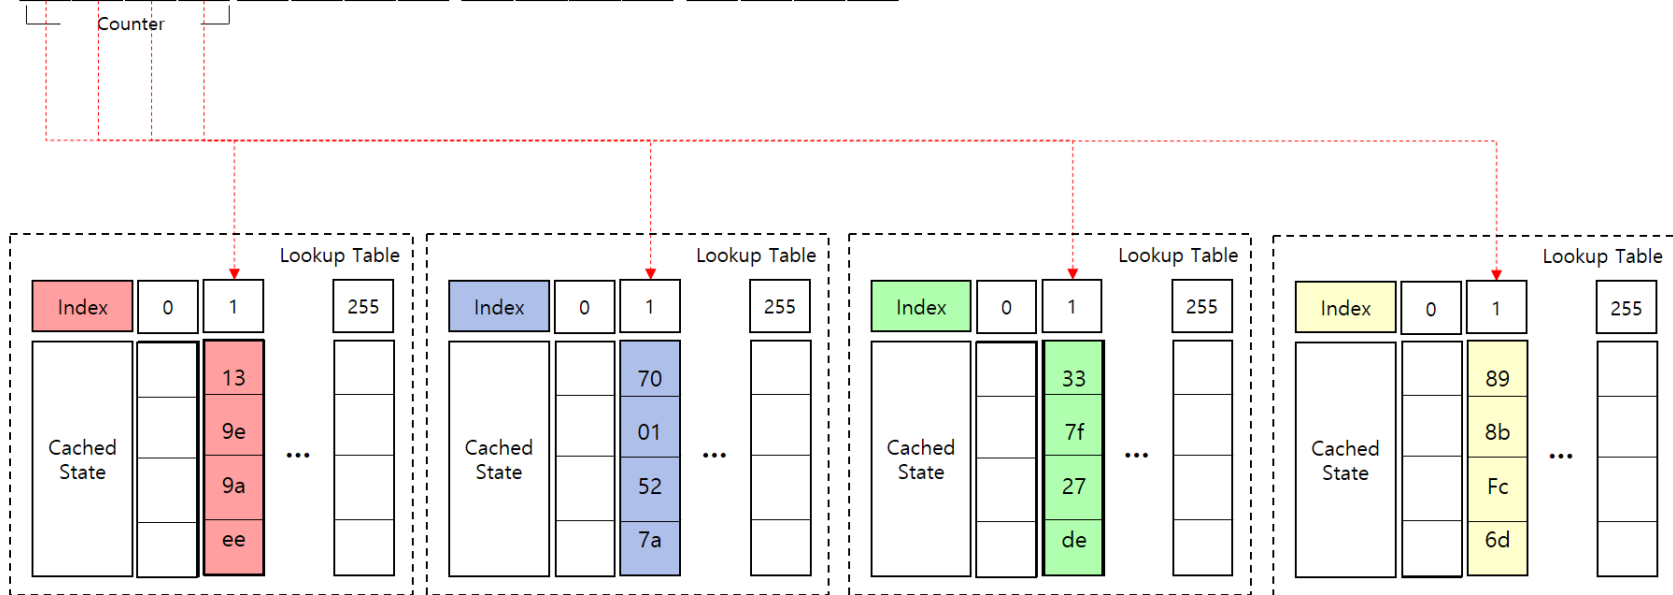 Counter
Lookup Table Lookup Table Lookup Table Lookup Table
Index 0 1 255 Index 0 1 255 Index 0 1 255 Index 0 1 255
13 70 33 89
9e 01 7f 8b
Cached State ... Cached State ... Cached State ... Cached State ...
9a 52 27 Fc
ee 7a de 6d